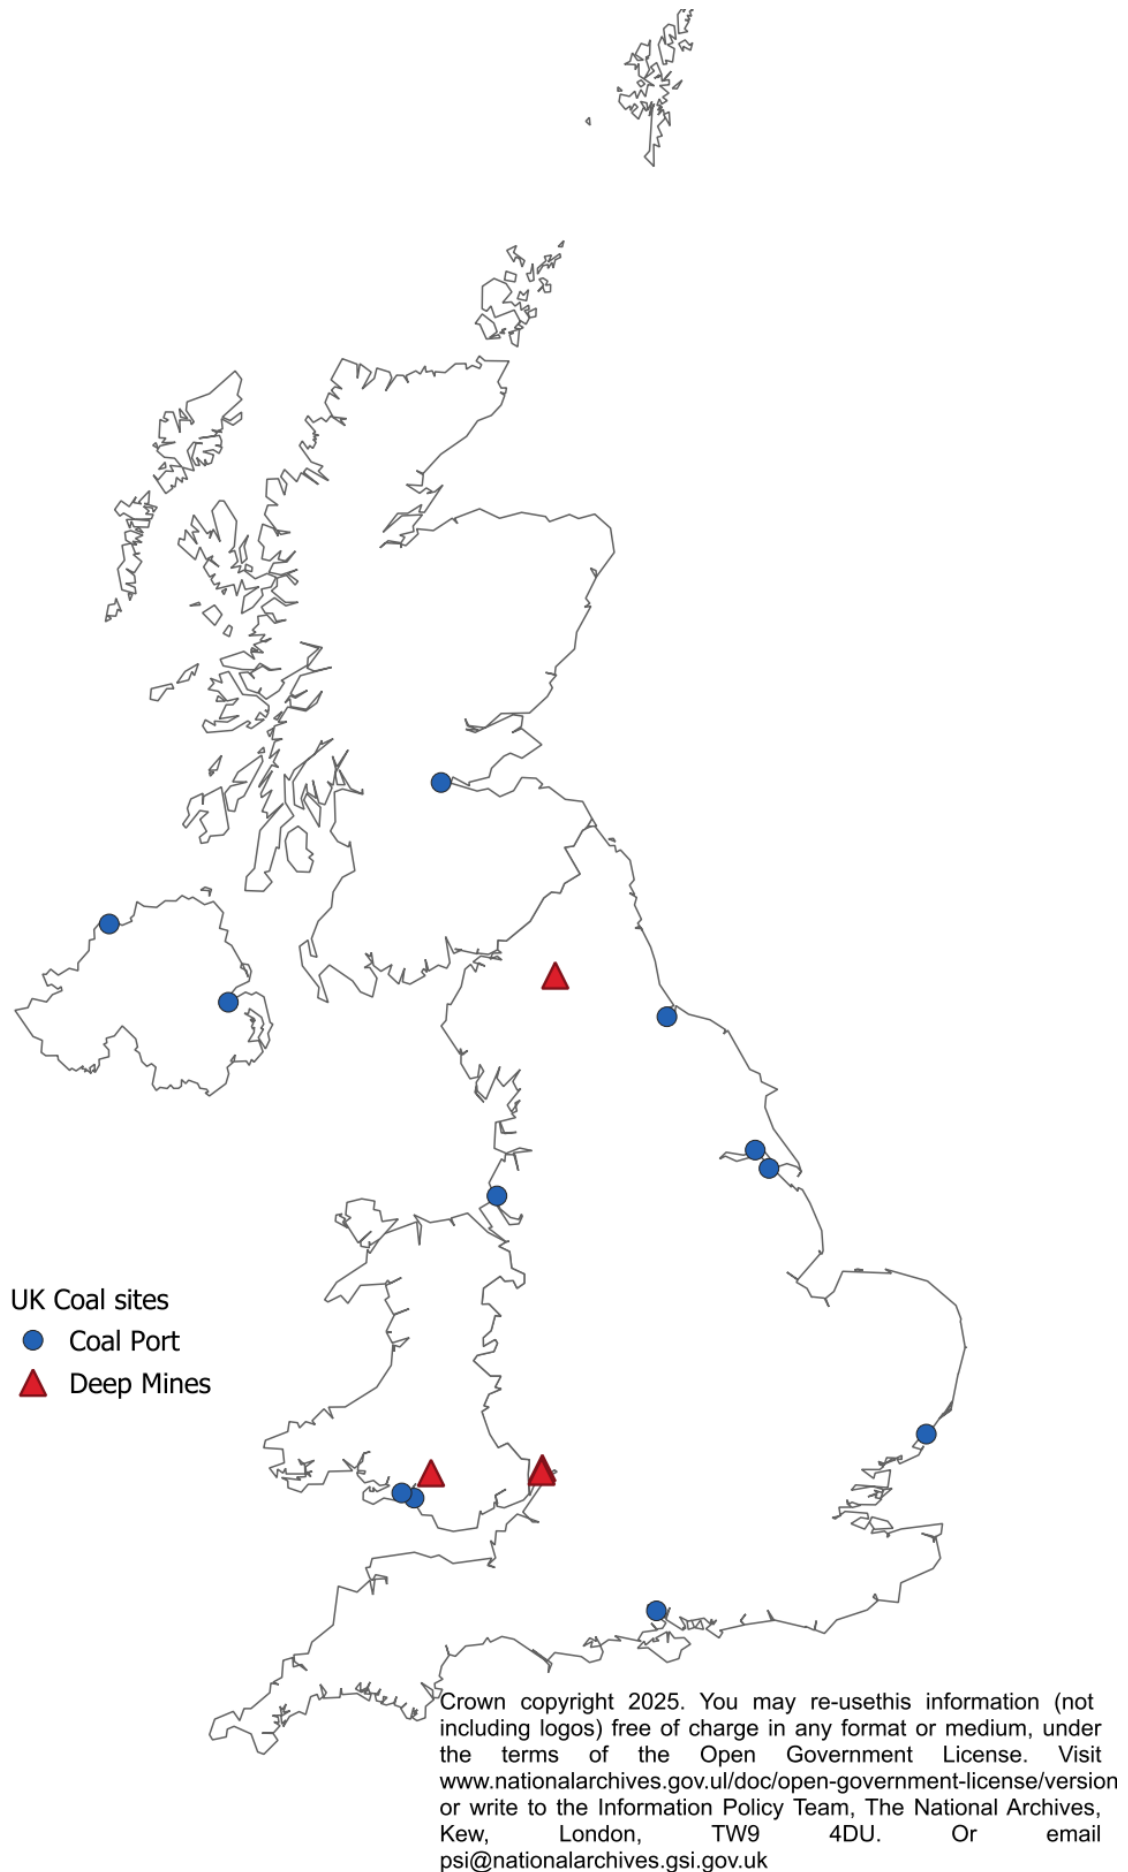 UK Coal sites
Coal Port
Deep Mines
Crown copyright 2025. You may re-usethis information (not
including logos) free of charge in any format or medium, under
the terms of the Open Government License. Visit
www.nationalarchives.gov.ul/doc/open-government-license/version
or write to the Information Policy Team, The National Archives,
Kew, London, TW9 4DU. Or email
psi@nationalarchives.gsi.gov.uk